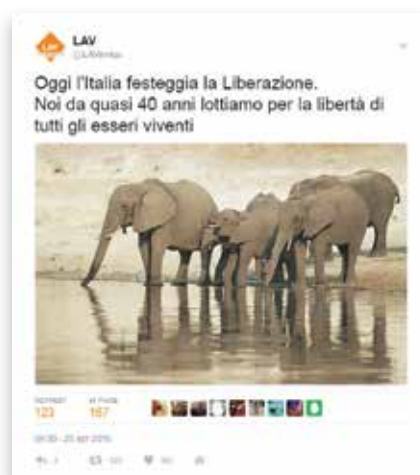 LAV
Oggi l'Italia festeggia la Liberazione.
Noi da quasi 40 anni lottiamo per la libertà di
tutti gli esseri viventi
123 167